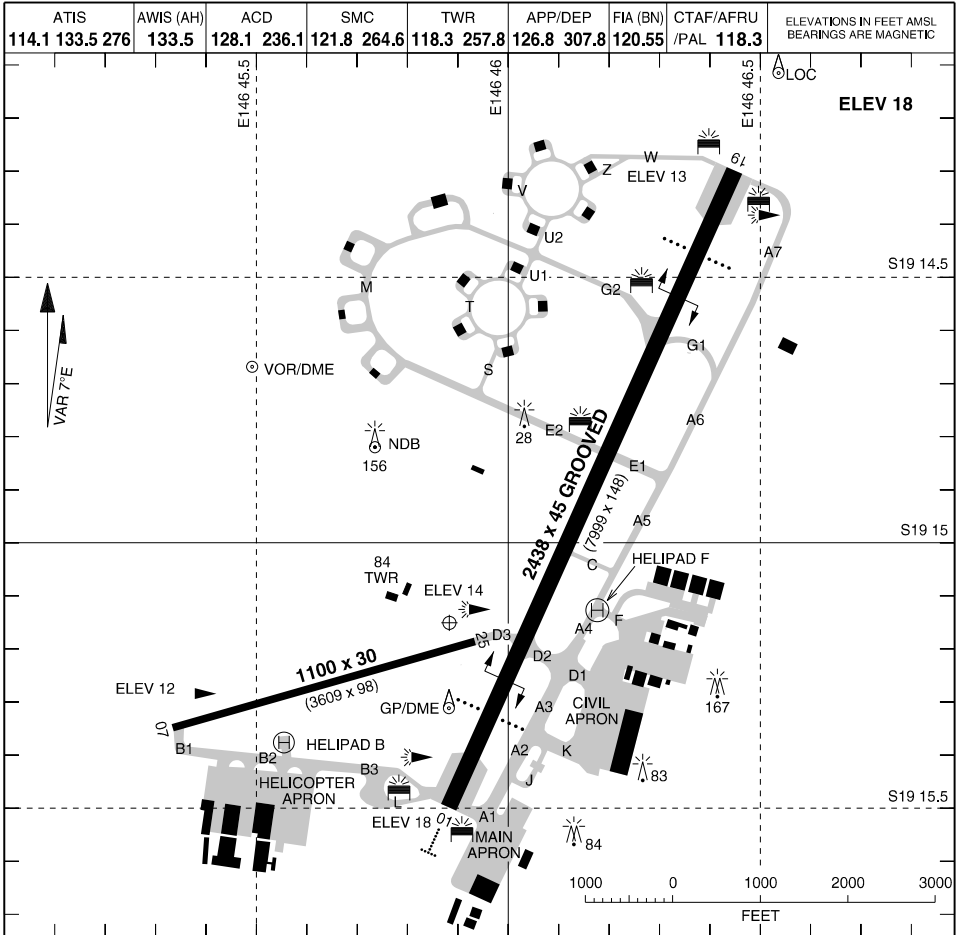 ATIS
114.1 133.5 276
AWIS (AH)
133.5
ACD
128.1 236.1
SMC
121.8 264.6
TWR
118.3 257.8
APP/DEP
126.8 307.8
FIA (BN)
120.55
CTAF/AFRU
/PAL 118.3
ELEVATIONS IN FEET AMSL
BEARINGS ARE MAGNETIC
E146 45.5
E146 46
E146 46.5
LOC
ELEV 18
19
W
Z
ELEV 13
V
U2
A7
S19 14.5
U1
M
G2
T
G1
VAR 7°E
VOR/DME
S
A6
28
E2
NDB
156
E1
2438 x 45 GROOVED
(7999 x 148)
A5
S19 15
C
HELIPAD F
84
TWR
ELEV 14
H
F
A4
25
D3
D2
1100 x 30
(3609 x 98)
D1
ELEV 12
GP/DME
CIVIL
APRON
167
A3
07
B1
H
HELIPAD B
B2
B3
A2
K
HELICOPTER
APRON
J
83
L
S19 15.5
ELEV 18
01
A1
MAIN
APRON
84
1000
0
1000
2000
3000
FEET